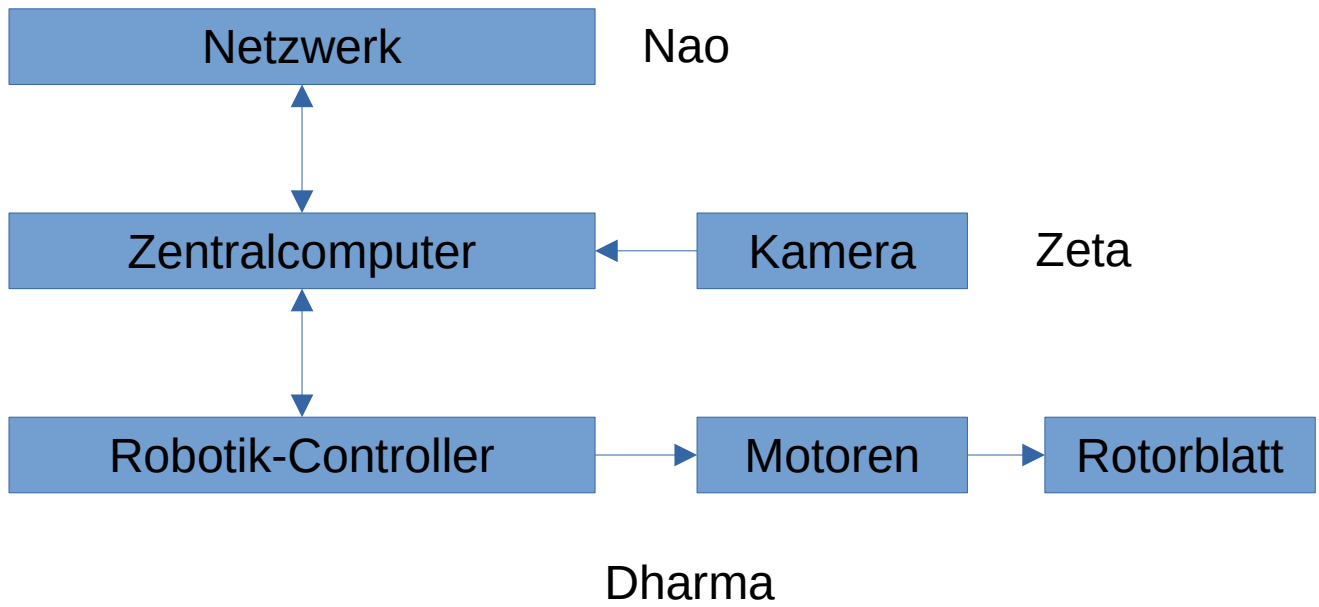 Netzwerk
Nao
Zentralcomputer
Kamera
Zeta
Robotik-Controller
Motoren
Rotorblatt
Dharma